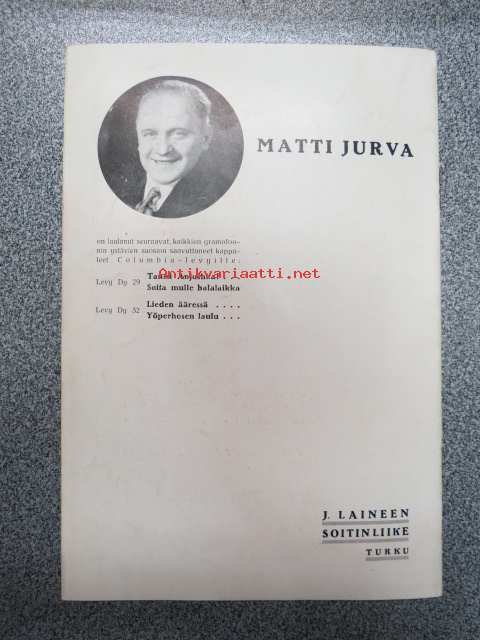 MATTI JURVA
on laulanut seuraavat, kaikkien gramofoo-
nin ystävien suosion saavuttaneet kappa-
leet Columbia-levyille:
Levy Dy 29
Soita mulle balalaikka
Antikvariaatti.net
Levy Dy 32
Lieden ääressä . . . .
Yöperhosen laulu . . .
J. LAINEEN
SOITINLIIKE
TURKU